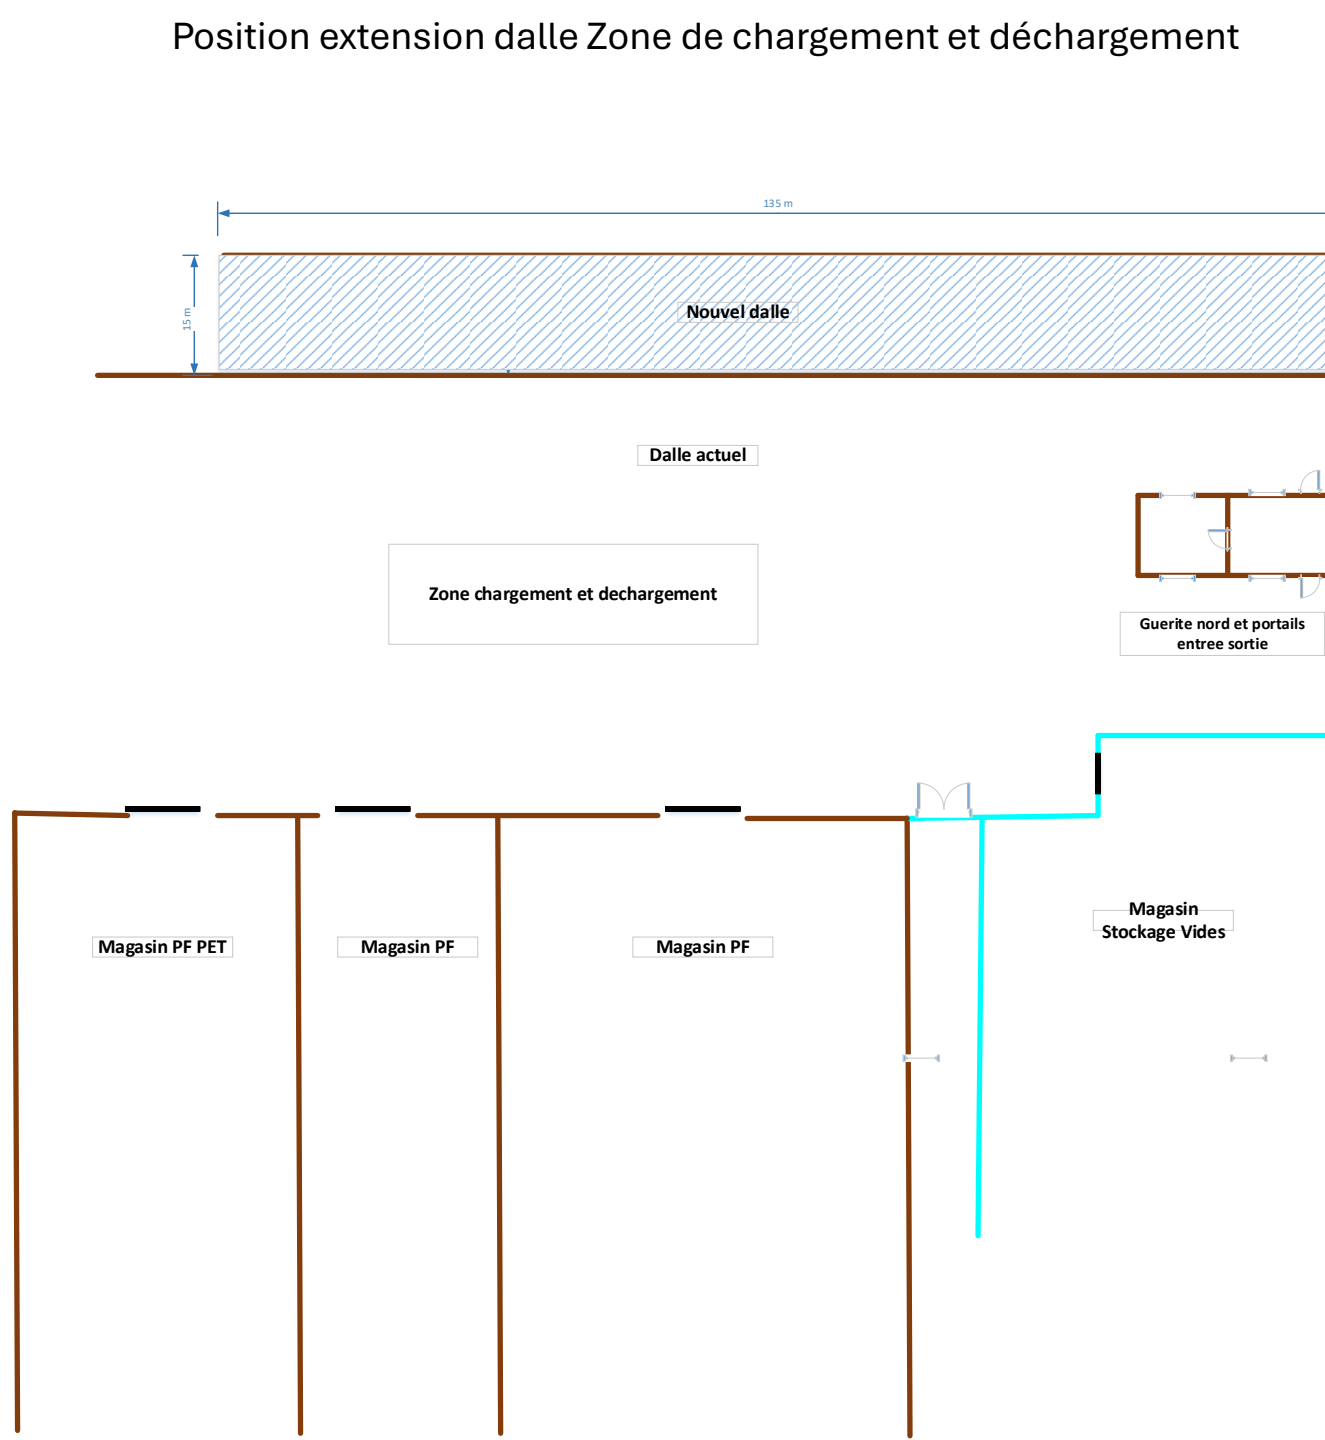 Position extension dalle Zone de chargement et déchargement
135 m
15 m
Nouvel dalle
Dalle actuel
Zone chargement et dechargement
Guerite nord et portails
entree sortie
Magasin PF PET
Magasin PF
Magasin PF
Magasin
Stockage Vides